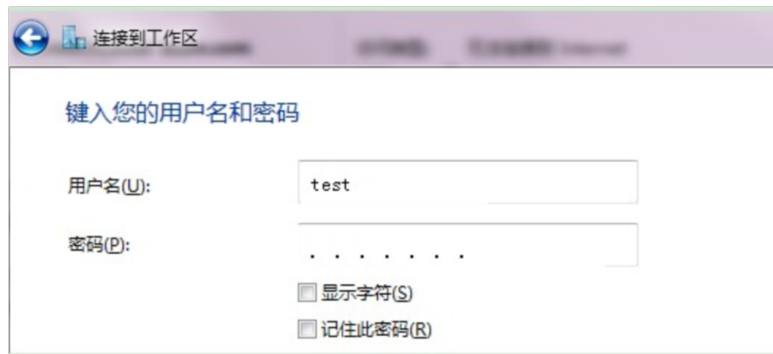 连接到工作区
键入您的用户名和密码
用户名(U): test
密码(P): .......
显示字符(S)
记住此密码(R)